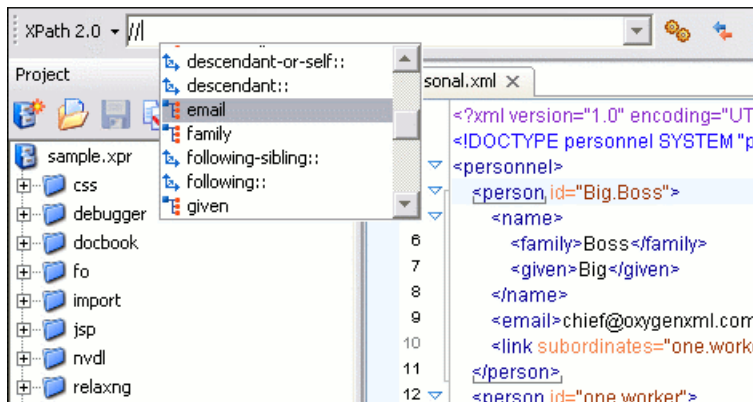 XPath 2.0 //
descendant-or-self::
descendant::
email
family
following-sibling::
following::
given
Project
sample.xpr
css
debugger
docbook
fo
import
jsp
nvdl
relaxng
sonal.xml
<?xml version="1.0" encoding="UT
<!DOCTYPE personnel SYSTEM "p
<personnel>
<person id="Big.Boss">
<name>
6 <family>Boss</family>
7 <given>Big</given>
8 </name>
9 <email>chief@oxygenxml.com
10 <link subordinates="one.worke
11 </person>
12 <person id="one.worker">